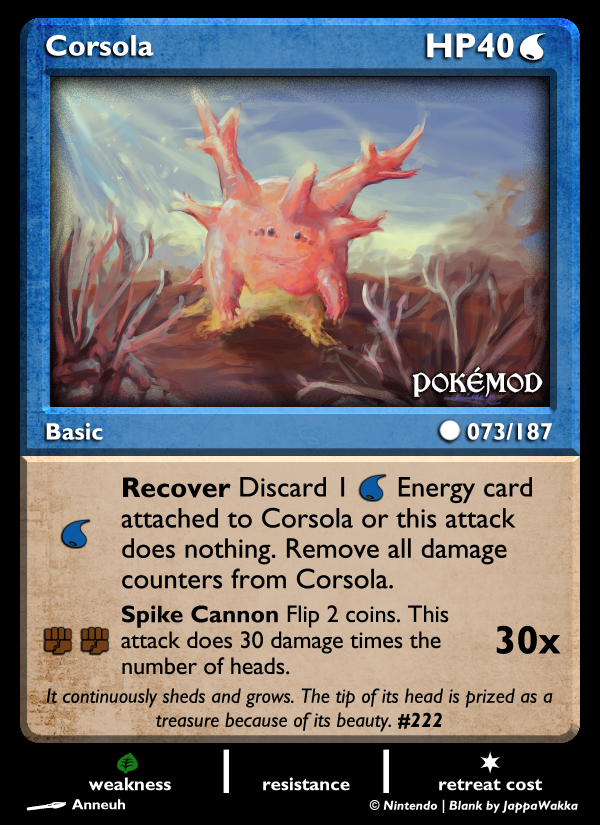 Corsola
HP40
POKÉMOD
Basic
073/187
Recover Discard 1 Energy card
attached to Corsola or this attack
does nothing. Remove all damage
counters from Corsola.
Spike Cannon Flip 2 coins. This
attack does 30 damage times the
number of heads.
30x
It continuously sheds and grows. The tip of its head is prized as a
treasure because of its beauty. #222
weakness
resistance
retreat cost
Anneuh
© Nintendo | Blank by JappaWakka